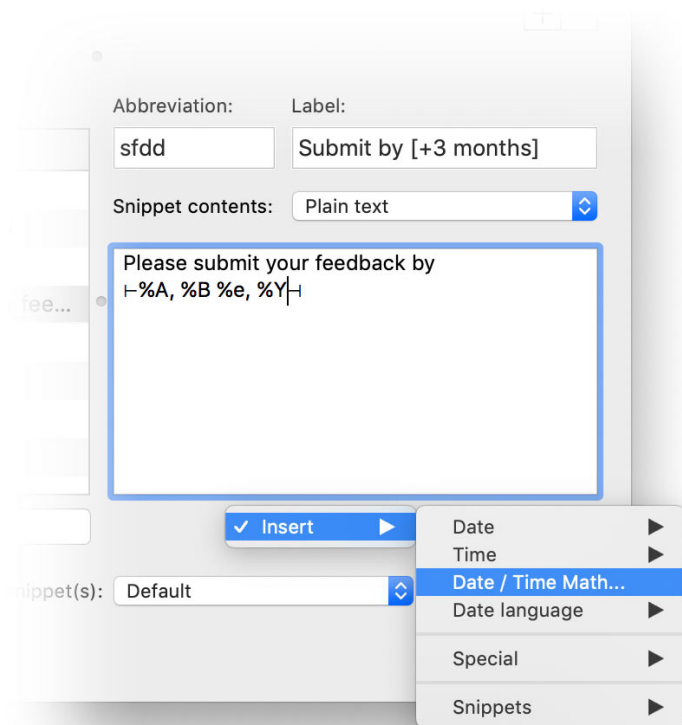 Abbreviation: Label:
sfdd Submit by [+3 months]
Snippet contents: Plain text
Please submit your feedback by
⊢%A, %B %e, %Y⊣
fee...
✓ Insert ▶
Date ▶
Time ▶
Date / Time Math...
Date language ▶
nippet(s): Default
Special ▶
Snippets ▶